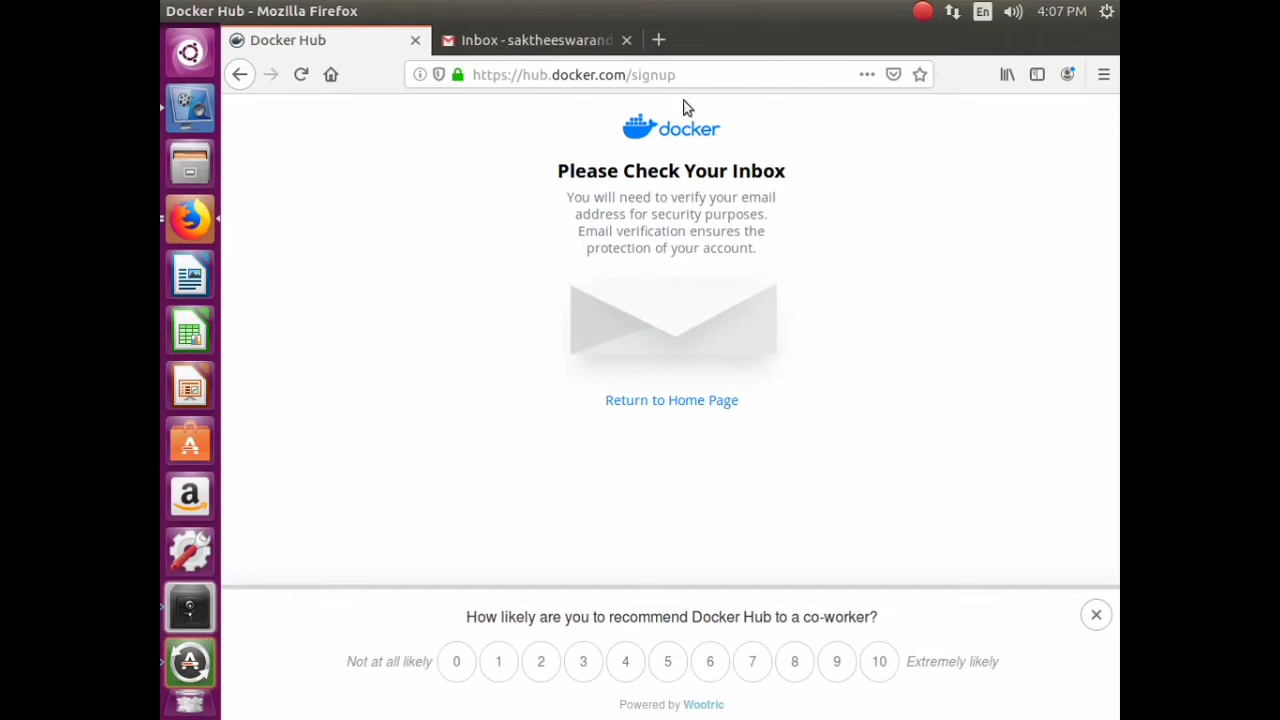 Docker Hub - Mozilla Firefox
En
4:07 PM
Docker Hub
Inbox - saktheeswarand
https://hub.docker.com/signup
docker
Please Check Your Inbox
You will need to verify your email
address for security purposes.
Email verification ensures the
protection of your account.
Return to Home Page
How likely are you to recommend Docker Hub to a co-worker?
Not at all likely 0 1 2 3 4 5 6 7 8 9 10 Extremely likely
Powered by Wootric